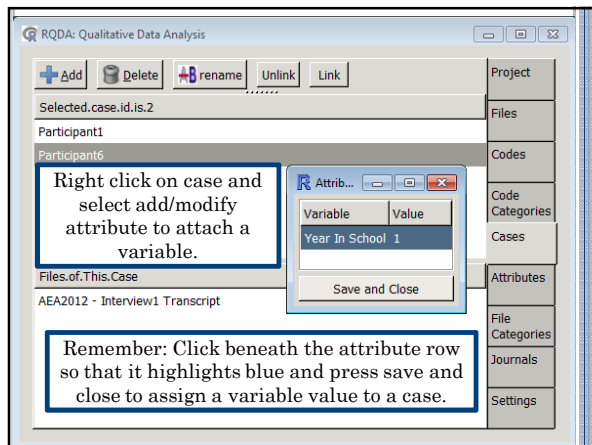 RQDA: Qualitative Data Analysis
Add Delete rename Unlink Link
Selected.case.id.is.2
Participant1
Participant6
Right click on case and
select add/modify
attribute to attach a
variable.
Attrib...
Variable Value
Year In School 1
Save and Close
Files.of.This.Case
AEA2012 - Interview1 Transcript
Remember: Click beneath the attribute row
so that it highlights blue and press save and
close to assign a variable value to a case.
Project
Files
Codes
Code
Categories
Cases
Attributes
File
Categories
Journals
Settings